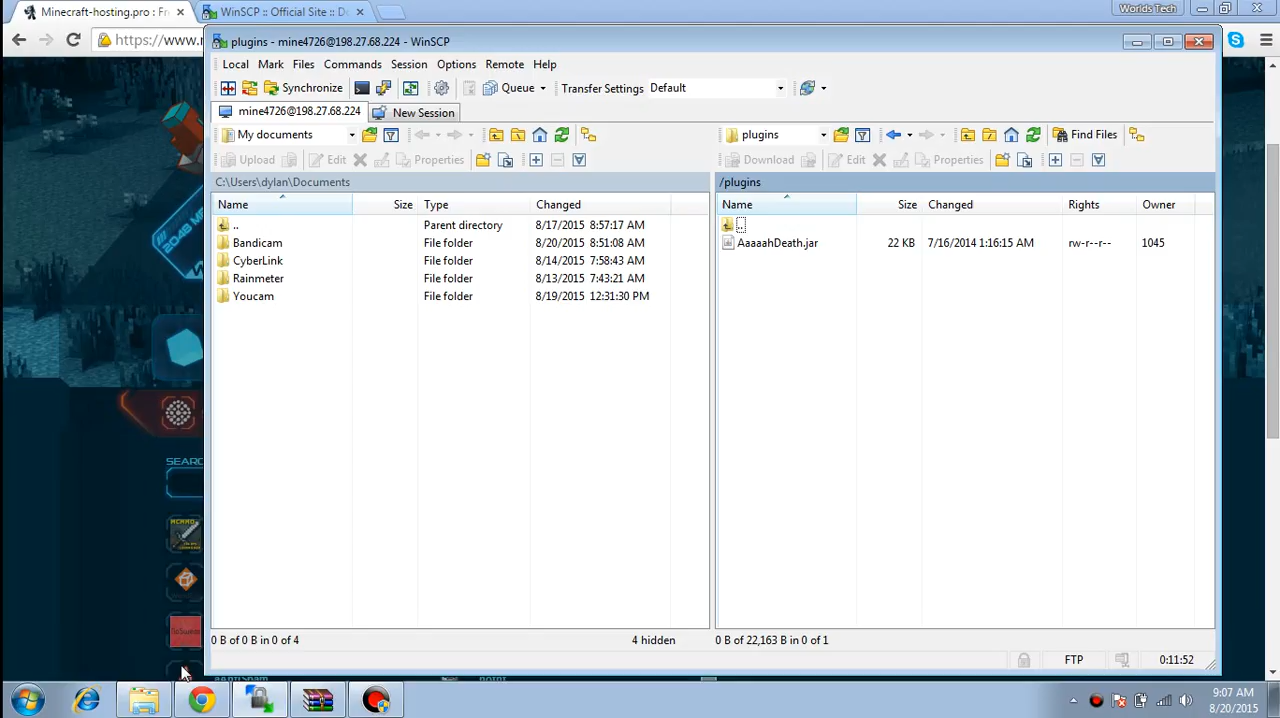 Minecraft-hosting.pro : Fr
WinSCP :: Official Site :: D
Worlds Tech
https://www.
plugins - mine4726@198.27.68.224 - WinSCP
Local Mark Files Commands Session Options Remote Help
Synchronize Queue Transfer Settings Default
mine4726@198.27.68.224 New Session
My documents plugins Find Files
Upload Edit Properties Download Edit Properties
C:\Users\dylan\Documents /plugins
Name Size Type Changed Name Size Changed Rights Owner
.. Parent directory 8/17/2015 8:57:17 AM ..
Bandicam File folder 8/20/2015 8:51:08 AM AaaaahDeath.jar 22 KB 7/16/2014 1:16:15 AM rw-r--r-- 1045
CyberLink File folder 8/14/2015 7:58:43 AM
Rainmeter File folder 8/13/2015 7:43:21 AM
Youcam File folder 8/19/2015 12:31:30 PM
2048 M
SEARC
0 B of 0 B in 0 of 4 4 hidden 0 B of 22,163 B in 0 of 1
FTP 0:11:52
9:07 AM
8/20/2015